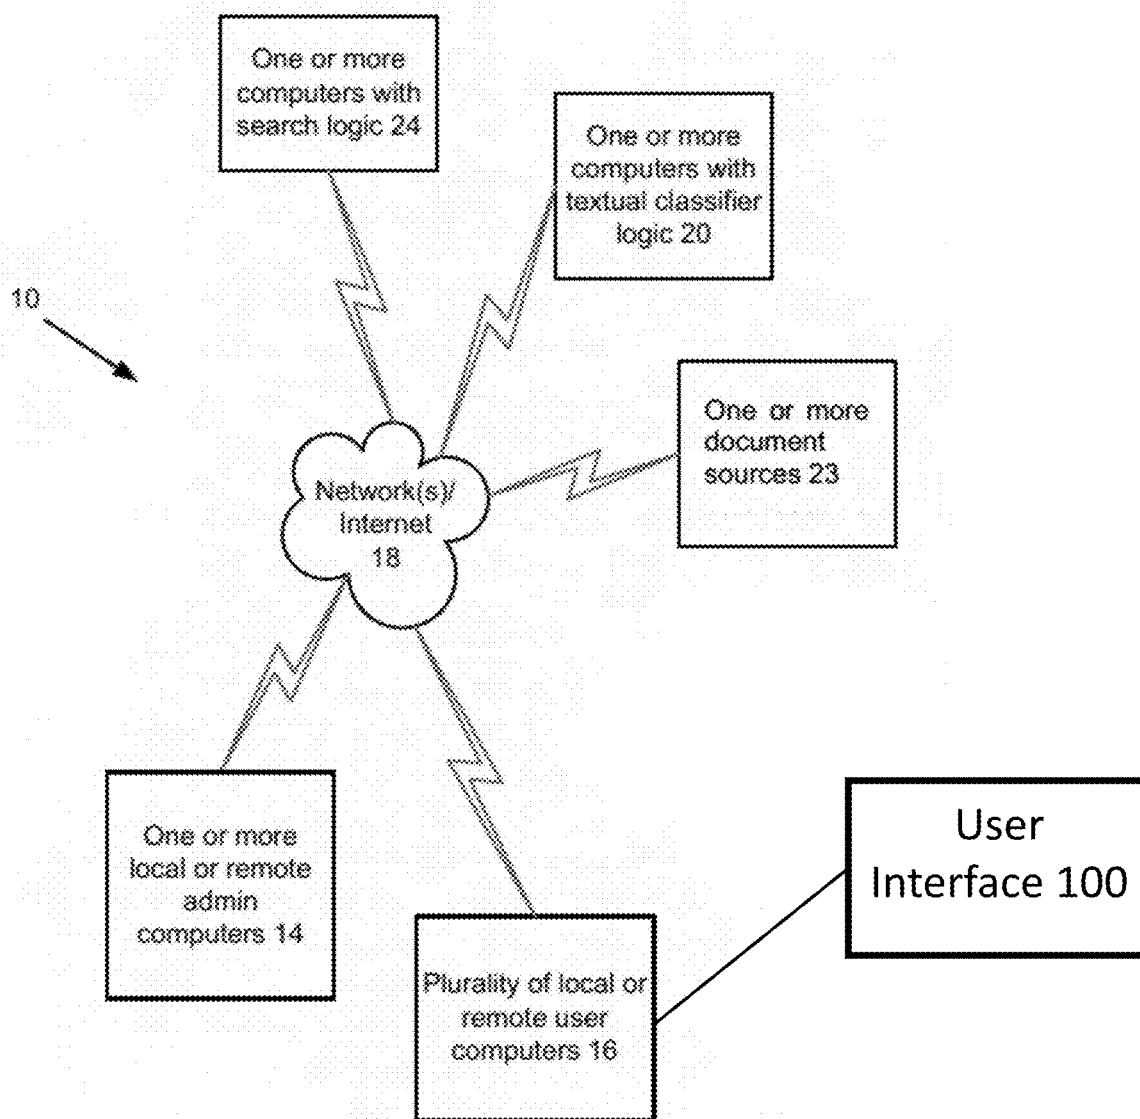 One or more
computers with
search logic 24
One or more
computers with
textual classifier
logic 20
10
One or more
document
sources 23
Network(s)/
Internet
18
One or more
local or remote
admin
computers 14
User
Interface 100
Plurality of local or
remote user
computers 16